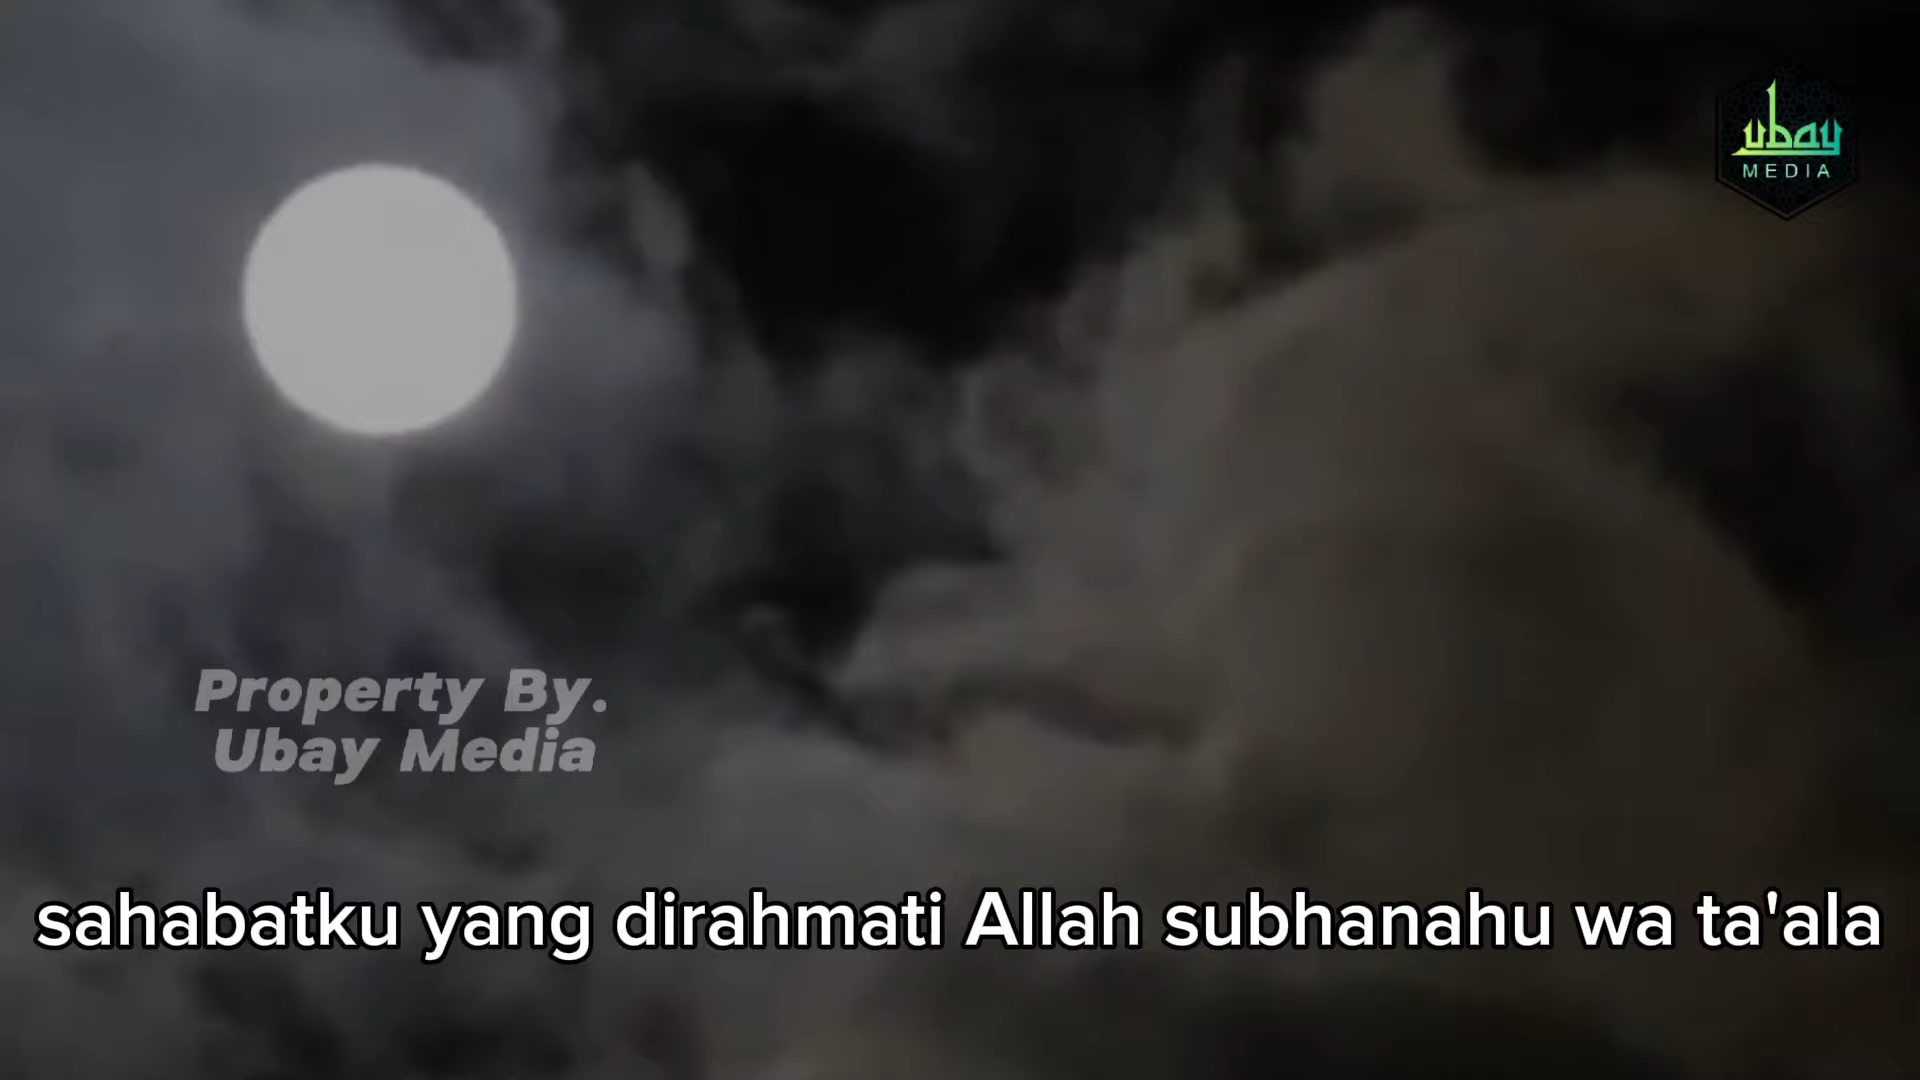 ubay
MEDIA
Property By.
Ubay Media
sahabatku yang dirahmati Allah subhanahu wa ta'ala